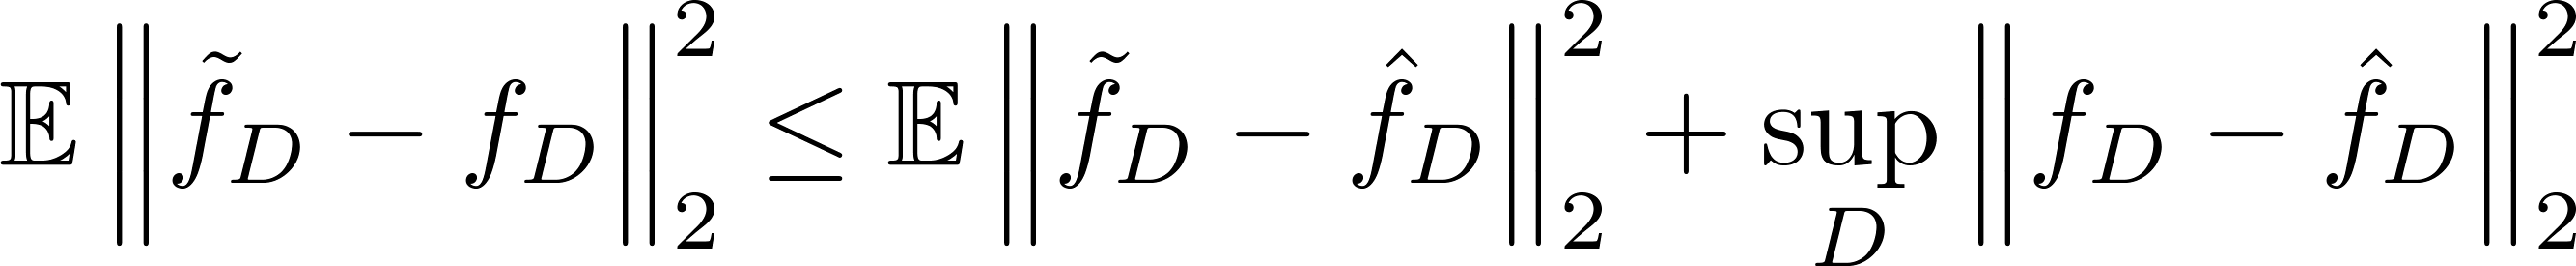 $\mathbb{E} \left\| \tilde{f}_D - f_D \right\|_2^2 \leq \mathbb{E} \left\| \tilde{f}_D - \hat{f}_D \right\|_2^2 + \sup_D \left\| f_D - \hat{f}_D \right\|_2^2$